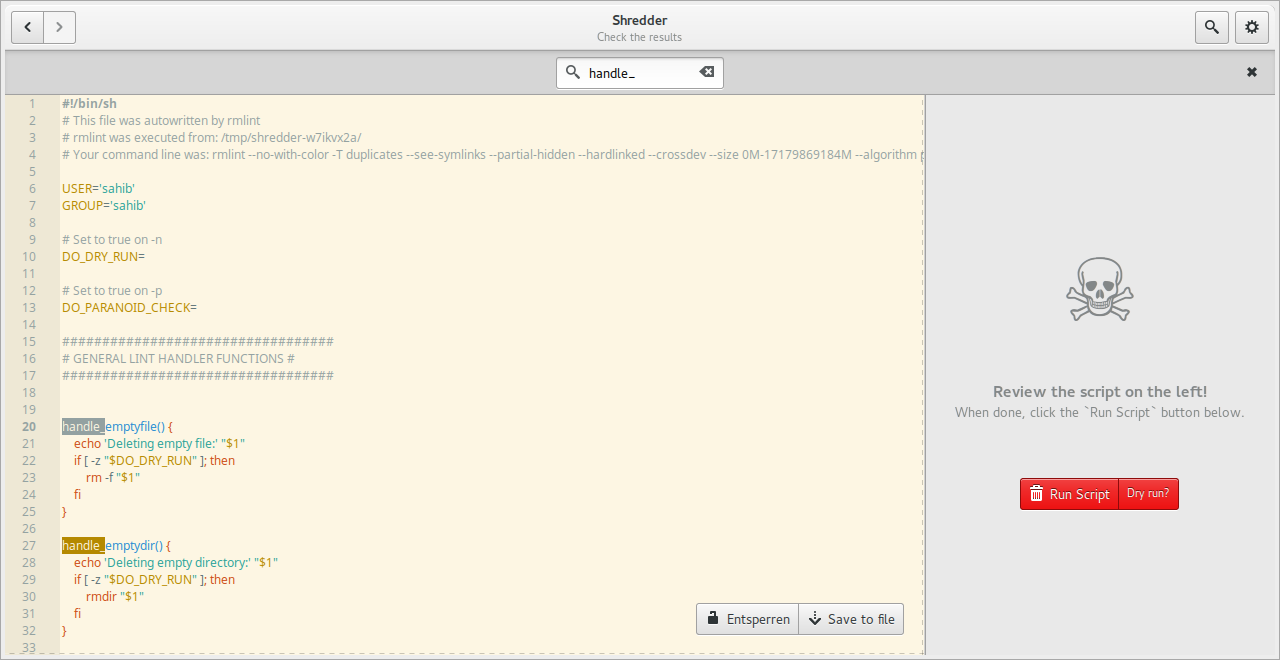 Shredder
Check the results
handle_
1 #!/bin/sh
2 # This file was autowritten by rmlint
3 # rmlint was executed from: /tmp/shredder-w7ikvx2a/
4 # Your command line was: rmlint --no-with-color -T duplicates --see-symlinks --partial-hidden --hardlinked --crossdev --size 0M-17179869184M --algorithm
5
6 USER='sahib'
7 GROUP='sahib'
8
9 # Set to true on -n
10 DO_DRY_RUN=
11
12 # Set to true on -p
13 DO_PARANOID_CHECK=
14
15 ##################################
16 # GENERAL LINT HANDLER FUNCTIONS #
17 ##################################
18
19
20 handle_emptyfile() {
21 echo 'Deleting empty file:' "$1"
22 if [ -z "$DO_DRY_RUN" ]; then
23 rm -f "$1"
24 fi
25 }
26
27 handle_emptydir() {
28 echo 'Deleting empty directory:' "$1"
29 if [ -z "$DO_DRY_RUN" ]; then
30 rmdir "$1"
31 fi
32 }
33
Entsperren
Save to file
Review the script on the left!
When done, click the `Run Script` button below.
Run Script
Dry run?